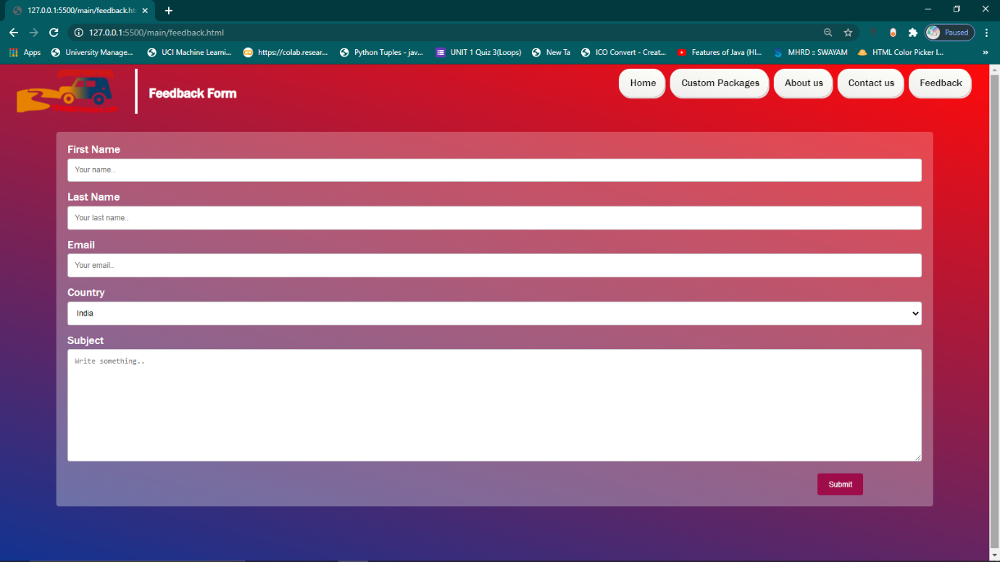 127.0.0.1:5500/main/feedback.ht
127.0.0.1:5500/main/feedback.html
Paused
Apps
University Manage...
UCI Machine Learni...
https://colab.resear...
Python Tuples - jav...
UNIT 1 Quiz 3(Loops)
New Ta
ICO Convert - Creat...
Features of Java (HI...
MHRD :: SWAYAM
HTML Color Picker I...
Feedback Form
Home
Custom Packages
About us
Contact us
Feedback
First Name
Your name..
Last Name
Your last name..
Email
Your email..
Country
India
Subject
Write something..
Submit